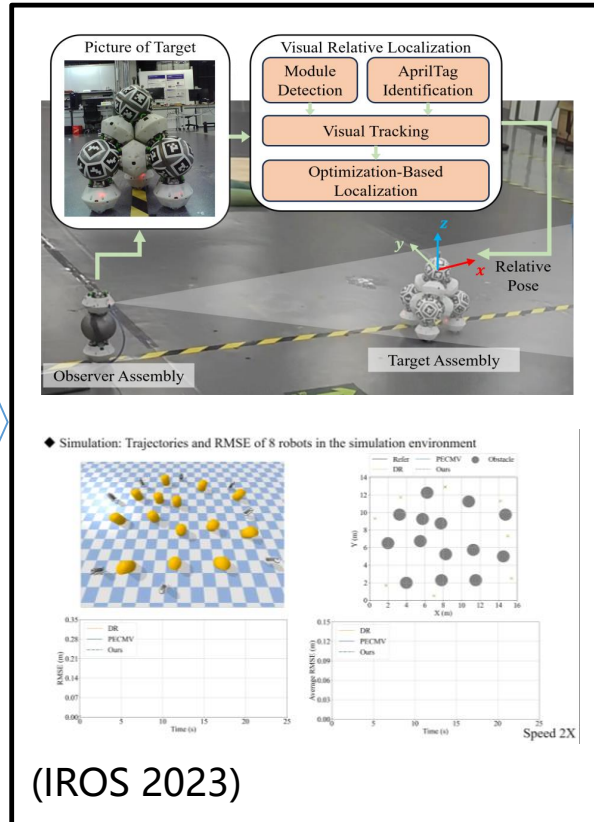 Picture of Target
Visual Relative Localization
Module Detection
AprilTag Identification
Visual Tracking
Optimization-Based Localization
z
y
x
Relative Pose
Observer Assembly
Target Assembly
◆ Simulation: Trajectories and RMSE of 8 robots in the simulation environment
Refer PECMV Obstacle
DR Ours
14
12
10
8
6
4
2
0
Y (m)
0 2 4 6 8 10 12 14 16
X (m)
0.35
0.28
0.21
0.14
0.07
0.00
RMSE (m)
DR
PECMV
Ours
0 5 10 15 20 25
Time (s)
0.15
0.12
0.09
0.06
0.03
0.00
Average RMSE (m)
DR
PECMV
Ours
0 5 10 15 20 25
Time (s)
Speed 2X
(IROS 2023)